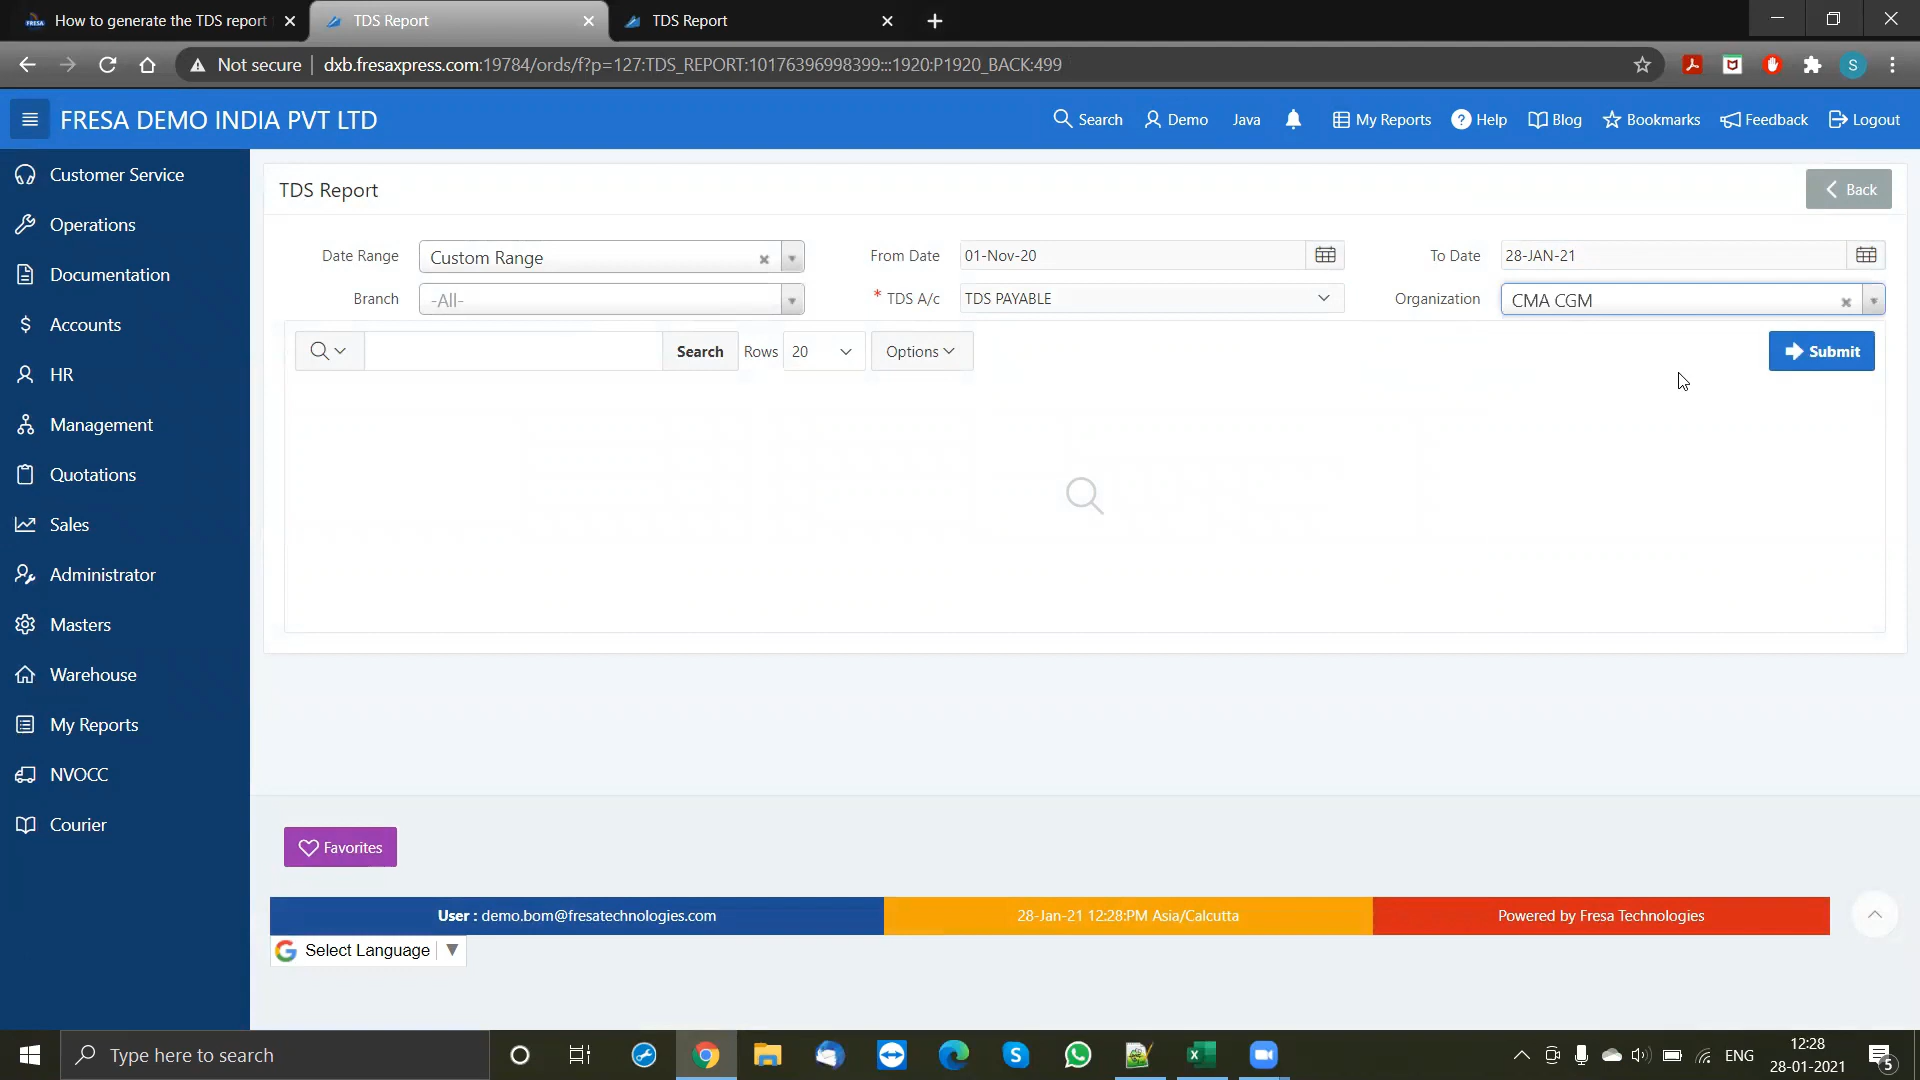 How to generate the TDS report
TDS Report
TDS Report
Not secure | dxb.fresaxpress.com:19784/ords/f?p=127:TDS_REPORT:10176396998399:::1920:P1920_BACK:499
S
FRESA DEMO INDIA PVT LTD
Search
Demo
Java
My Reports
Help
Blog
Bookmarks
Feedback
Logout
Customer Service
Operations
Documentation
Accounts
HR
Management
Quotations
Sales
Administrator
Masters
Warehouse
My Reports
NVOCC
Courier
TDS Report
Back
Date Range
Custom Range
From Date
01-Nov-20
To Date
28-JAN-21
Branch
-All-
* TDS A/c
TDS PAYABLE
Organization
CMA CGM
Search
Rows
20
Options
Submit
Favorites
User : demo.bom@fresatechnologies.com
28-Jan-21 12:28:PM Asia/Calcutta
Powered by Fresa Technologies
Select Language
Type here to search
ENG
12:28
28-01-2021
5